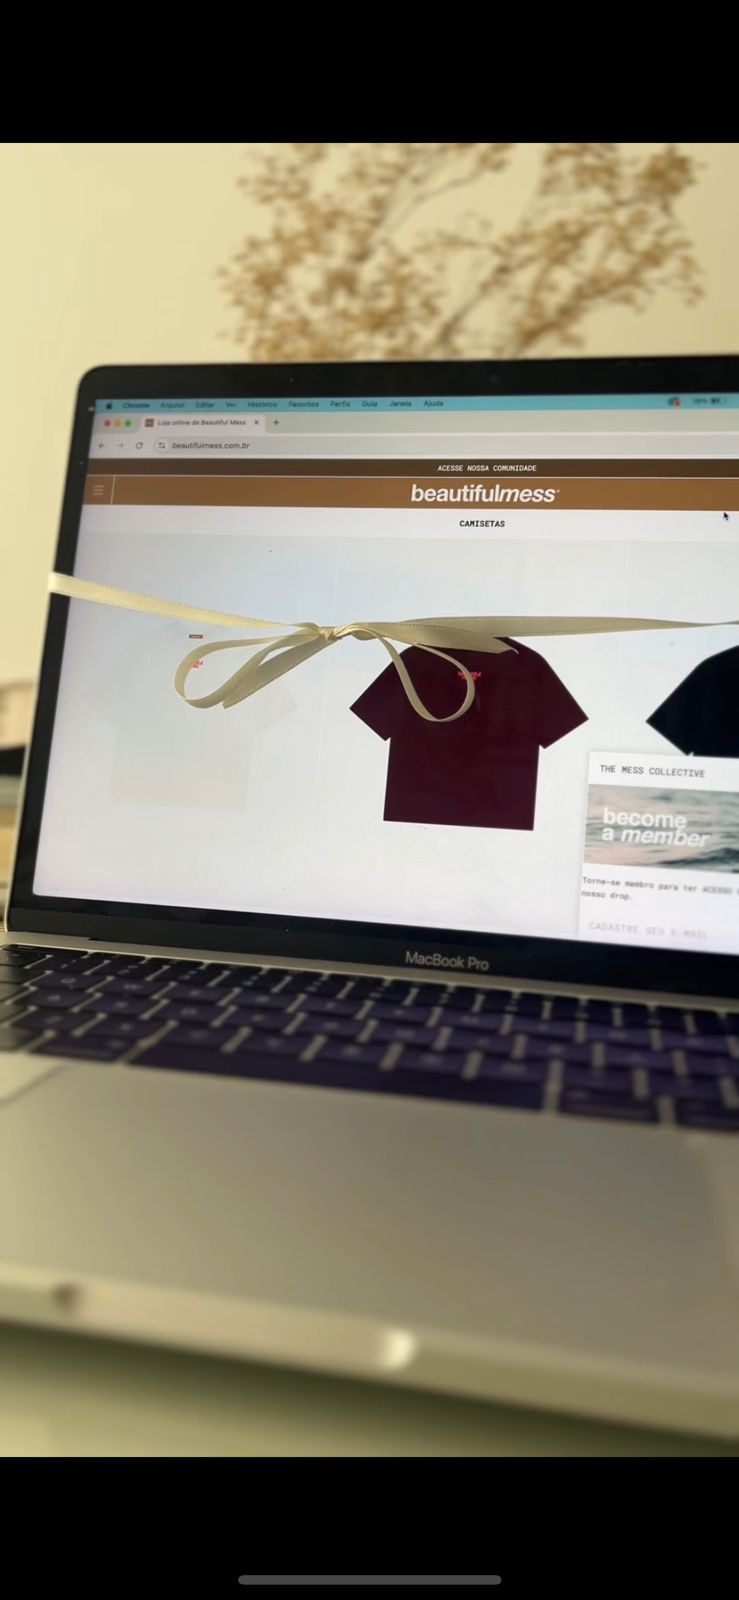 Chrome Arquivo Editar Ver Histórico Favoritos Perfis Guia Janela Ajuda
Loja online de Beautiful Mess
beautifulmess.com.br
ACESSE NOSSA COMUNIDADE
beautifulmess
CAMISETAS
THE MESS COLLECTIVE
become
a member
Torne-se membro para ter ACESSO
nosso drop.
CADASTRE SEU E-MAIL
MacBook Pro